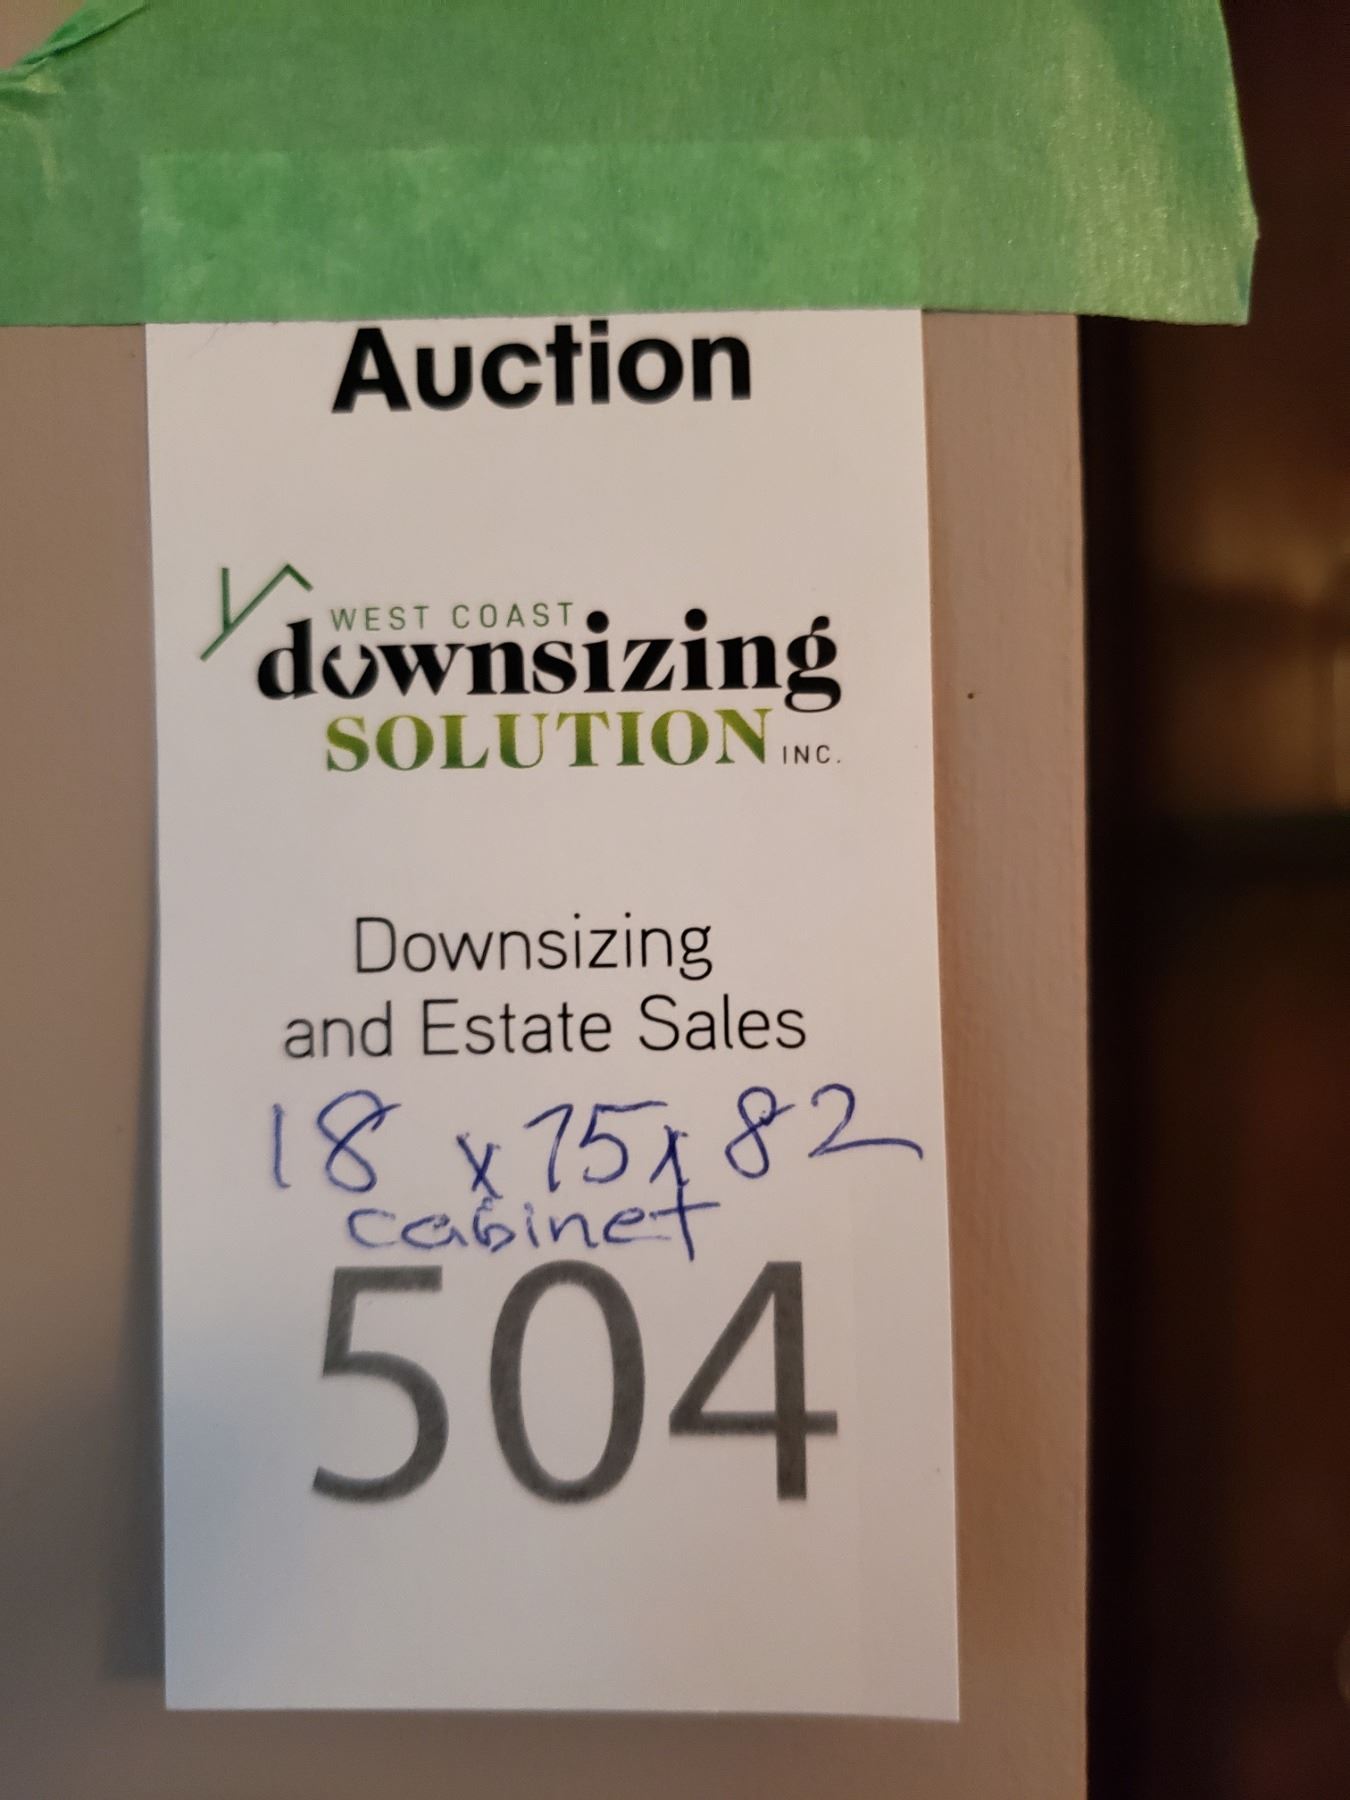 Auction
WEST COAST
downsizing
SOLUTION INC.
Downsizing
and Estate Sales
18 x 75 x 82
cabinet
504